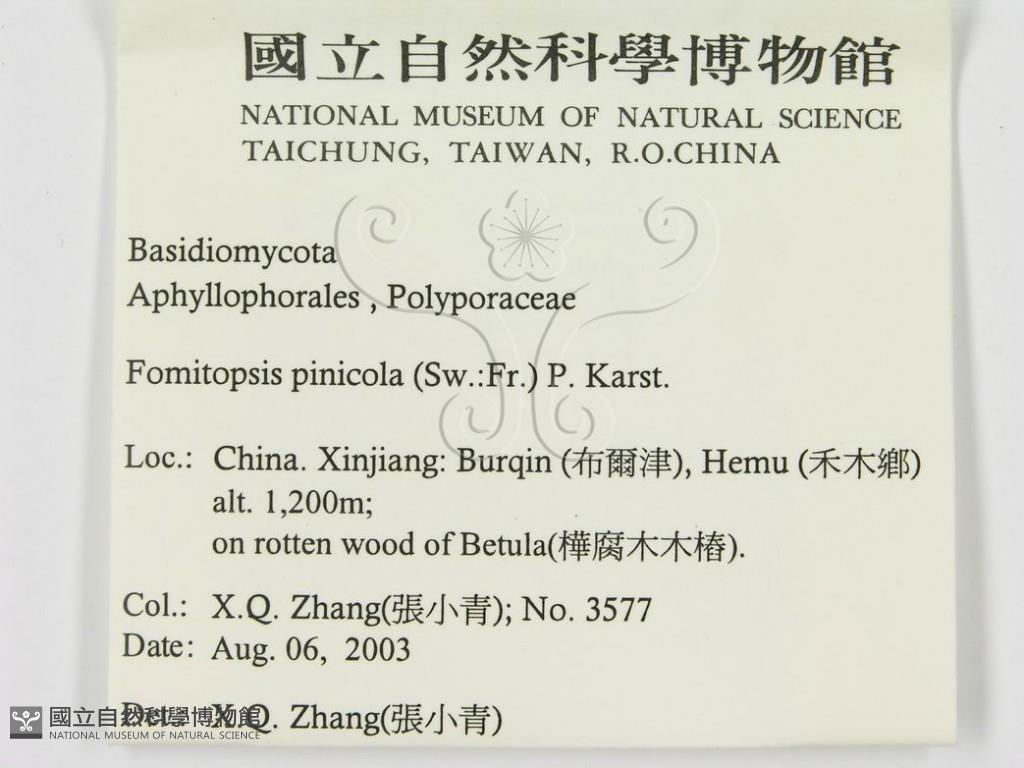 國立自然科學博物館
NATIONAL MUSEUM OF NATURAL SCIENCE
TAICHUNG, TAIWAN, R.O.CHINA
Basidiomycota
Aphyllophorales , Polyporaceae
Fomitopsis pinicola (Sw.:Fr.) P. Karst.
Loc.: China. Xinjiang: Burqin (布爾津), Hemu (禾木鄉)
alt. 1,200m;
on rotten wood of Betula(樺腐木木樁).
Col.: X.Q. Zhang(張小青); No. 3577
Date: Aug. 06, 2003
Det.: X.Q. Zhang(張小青)
國立自然科學博物館
NATIONAL MUSEUM OF NATURAL SCIENCE